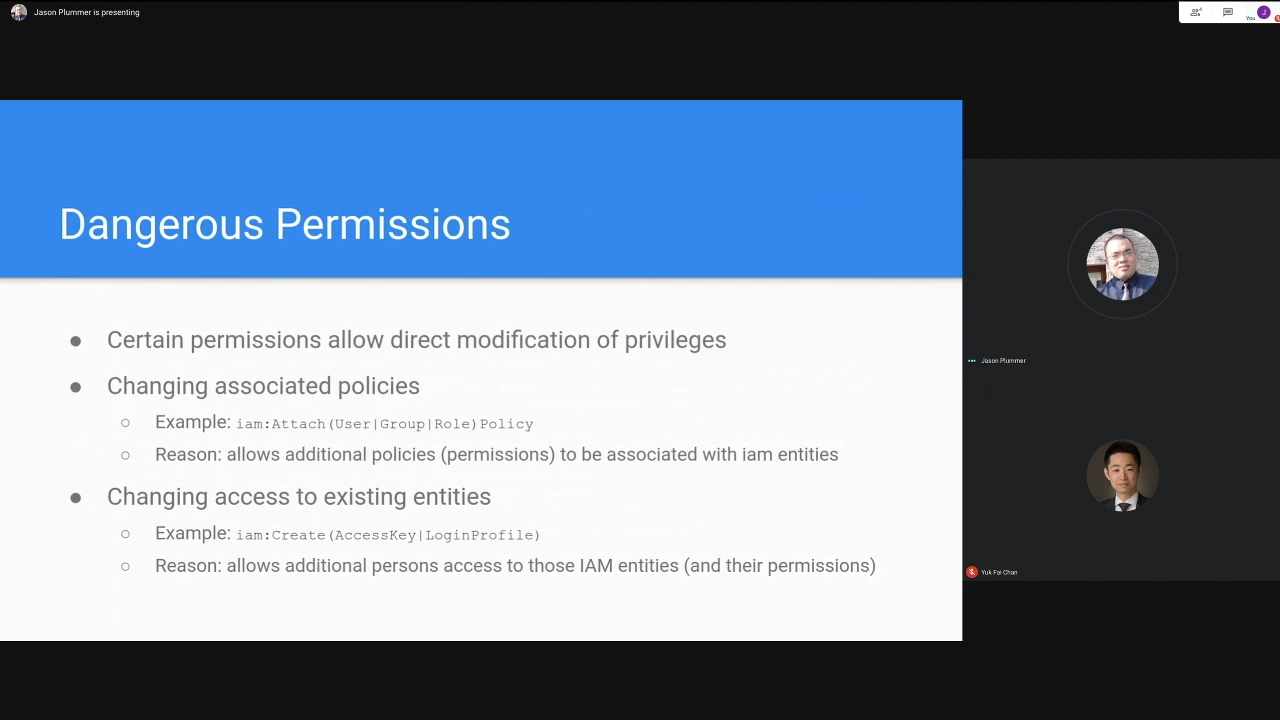 Jason Plummer is presenting
4
You
J
Dangerous Permissions
● Certain permissions allow direct modification of privileges
● Changing associated policies
○ Example: iam:Attach(User|Group|Role)Policy
○ Reason: allows additional policies (permissions) to be associated with iam entities
● Changing access to existing entities
○ Example: iam:Create(AccessKey|LoginProfile)
○ Reason: allows additional persons access to those IAM entities (and their permissions)
Jason Plummer
Yuk Fai Chan